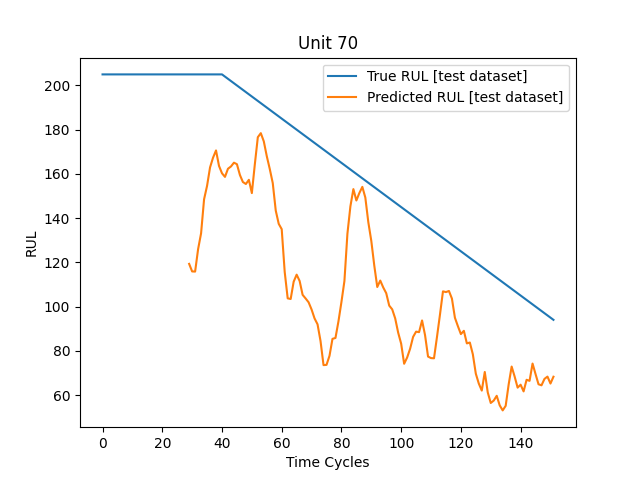 Unit 70
True RUL [test dataset]
Predicted RUL [test dataset]
RUL
200
180
160
140
120
100
80
60
0 20 40 60 80 100 120 140
Time Cycles